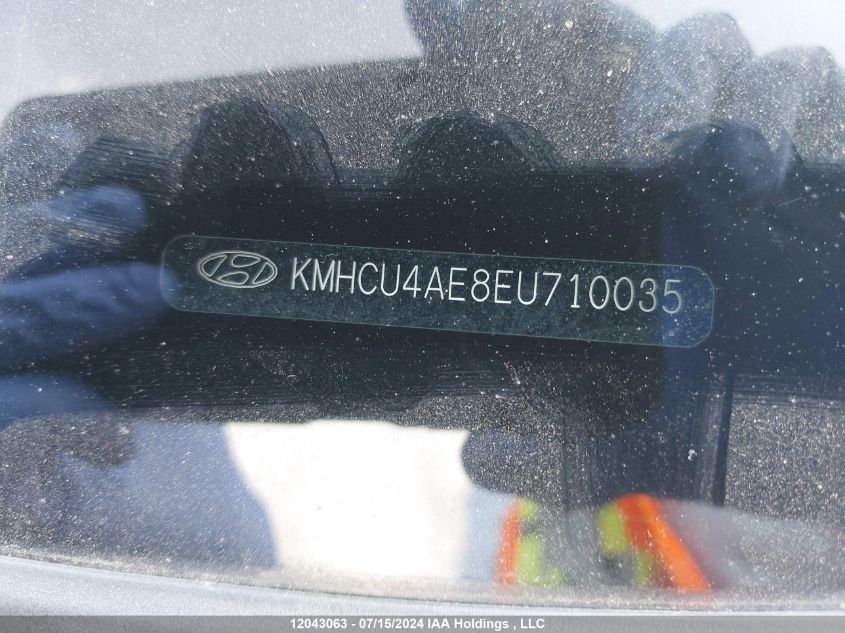 KMHCU4AE8EU710035
12043063 - 07/15/2024 IAA Holdings , LLC